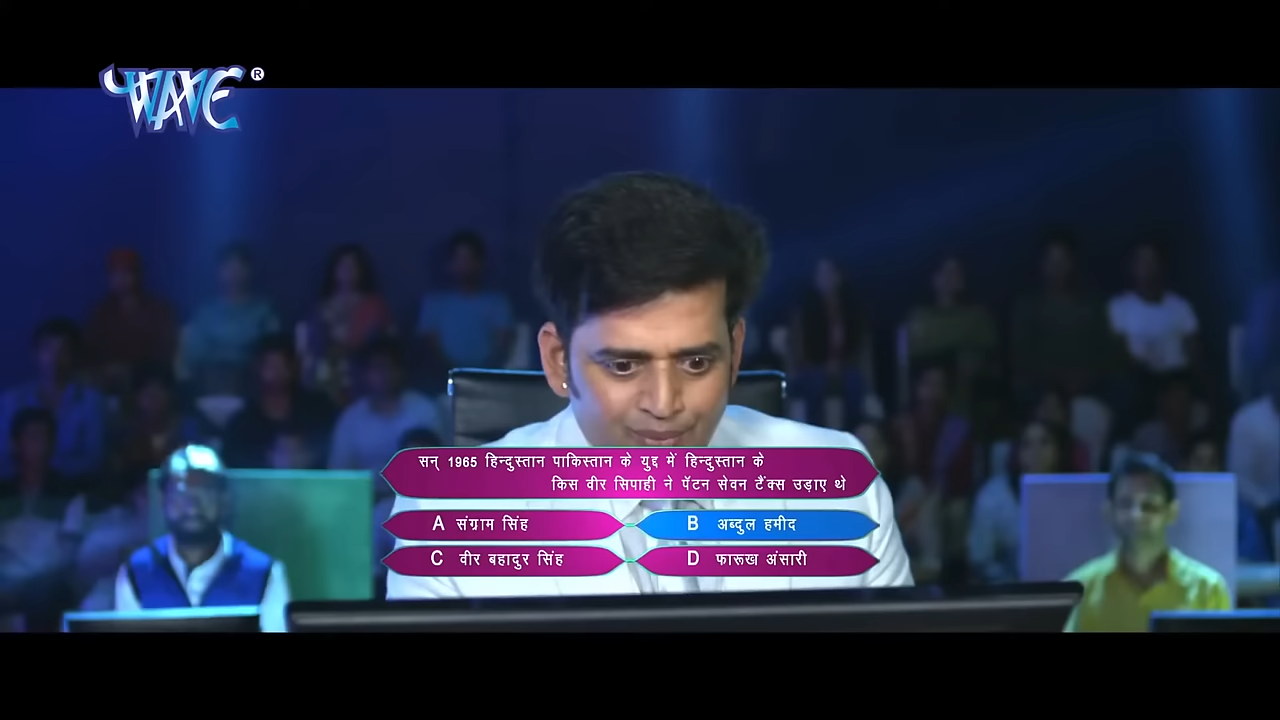 WAVE ®
सन् 1965 हिन्दुस्तान पाकिस्तान के युद्द में हिन्दुस्तान के
किस वीर सिपाही ने पॅटन सेवन टैंक्स उड़ाए थे
A संग्राम सिंह
B अब्दुल हमीद
C वीर बहादुर सिंह
D फारूख अंसारी